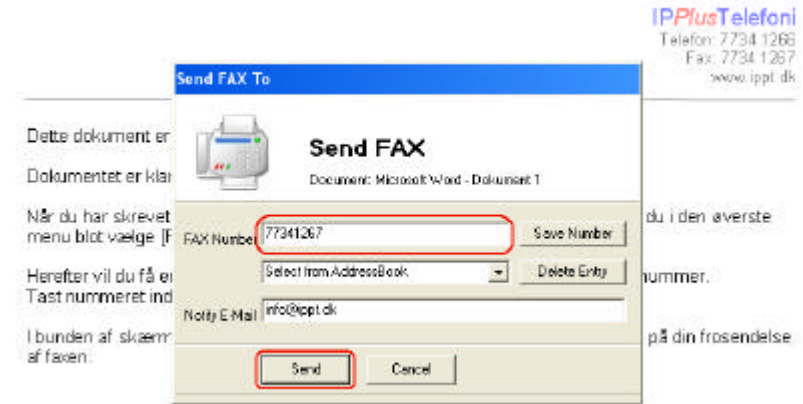 IPPlusTelefoni
Telefon: 7734 1266
Fax: 7734 1267
www.ippt.dk
Send FAX To
Send FAX
Document: Microsoft Word - Dokument 1
Dette dokument er
Dokumentet er klar
Når du har skrevet
du i den øverste
menu blot vælge [F
FAX Number
77341267
Save Number
Select from AddressBook
Delete Entry
Herefter vil du få e
nummer.
Tast nummeret ind
Notify E-Mail
info@ippt.dk
I bunden af skærm
på din frosendelse
af faxen.
Send
Cancel